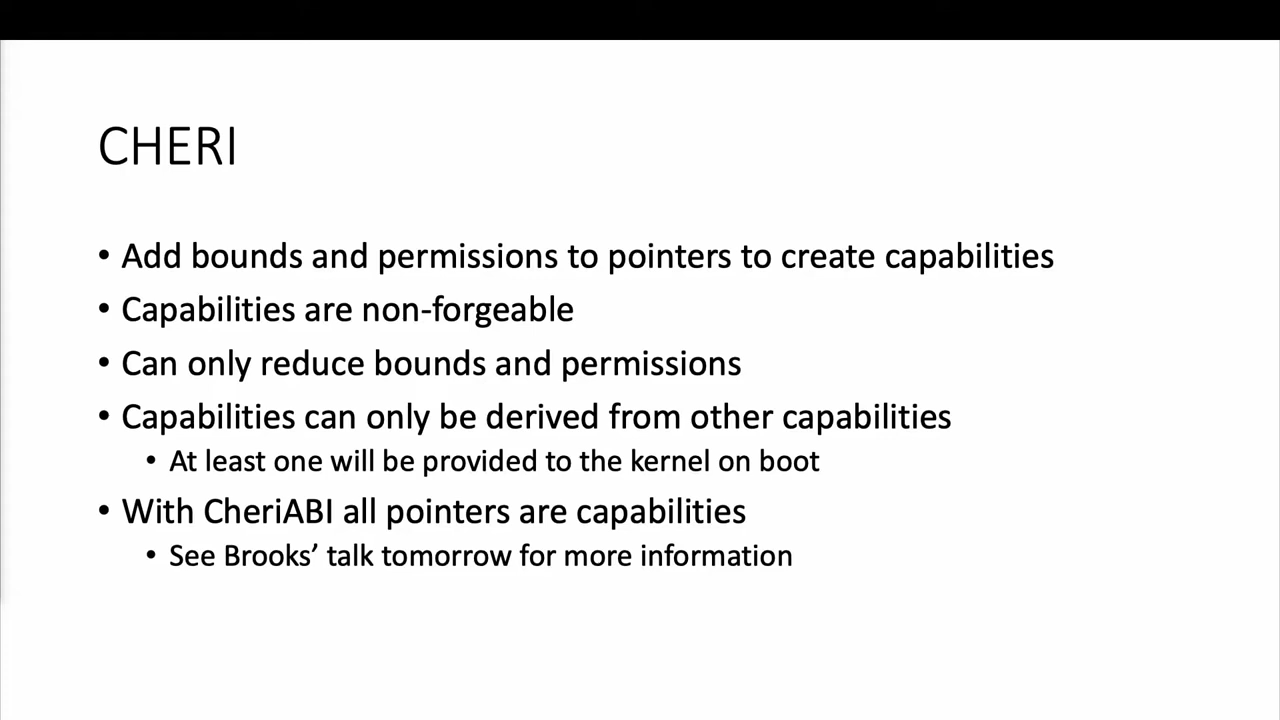 CHERI
• Add bounds and permissions to pointers to create capabilities
• Capabilities are non-forgeable
• Can only reduce bounds and permissions
• Capabilities can only be derived from other capabilities
• At least one will be provided to the kernel on boot
• With CheriABI all pointers are capabilities
• See Brooks’ talk tomorrow for more information